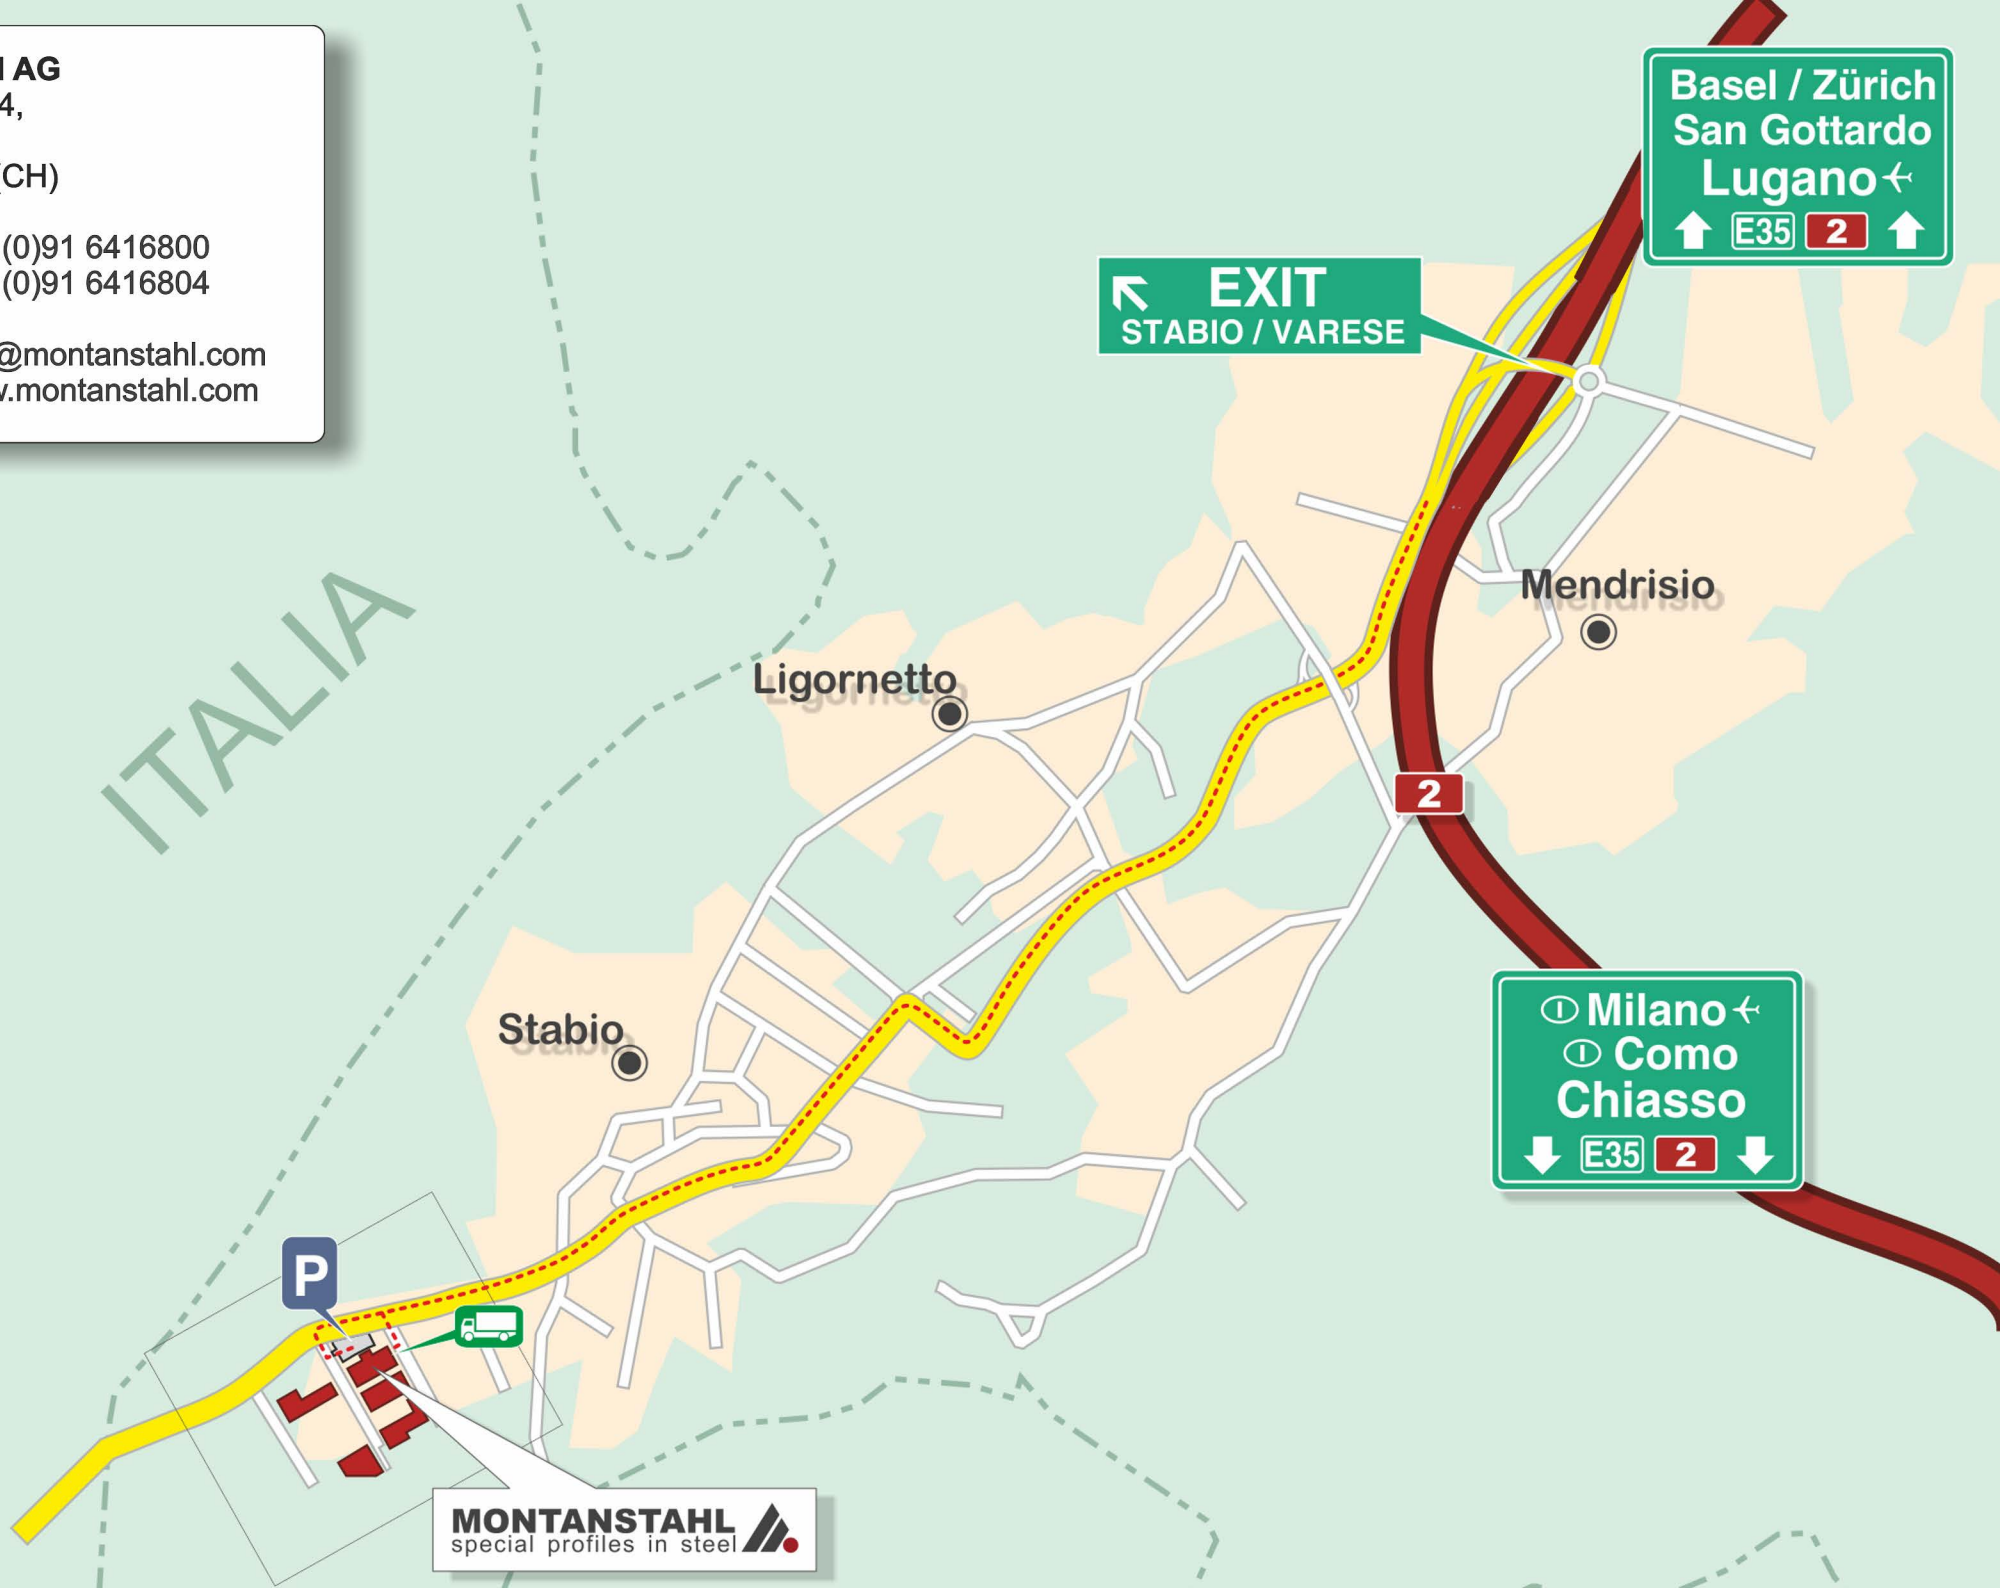 AG
4,
(CH)
(0)91 6416800
(0)91 6416804
@montanstahl.com
.montanstahl.com
Basel / Zürich
San Gottardo
Lugano
E35 2
EXIT
STABIO / VARESE
ITALIA
Mendrisio
Ligornetto
2
Stabio
I Milano
I Como
Chiasso
E35 2
P
MONTANSTAHL
special profiles in steel